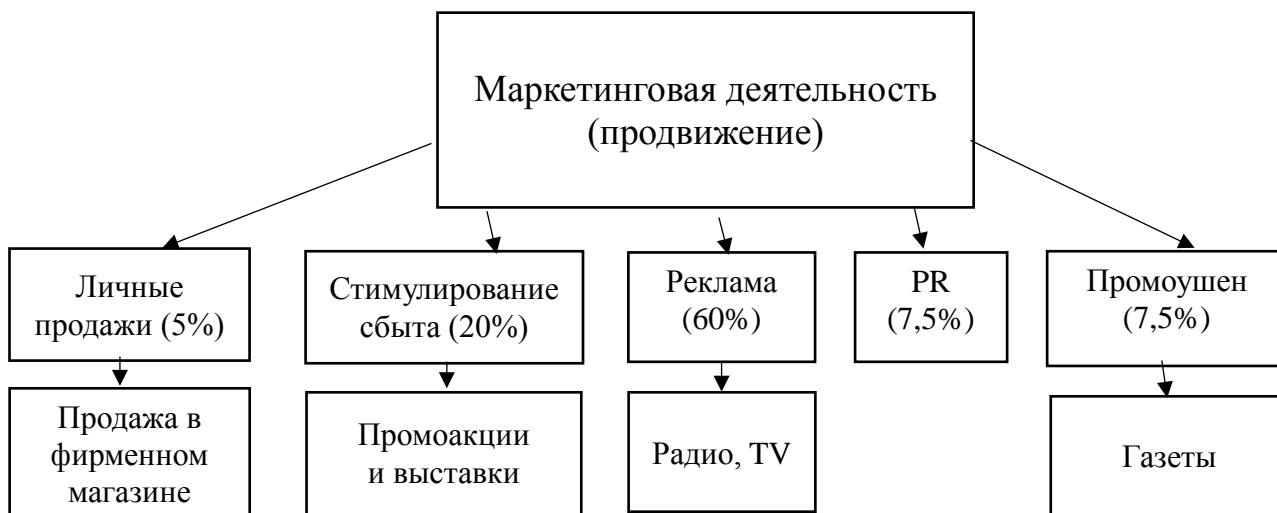 Маркетинговая деятельность
(продвижение)
Личные
продажи (5%)
Стимулирование
сбыта (20%)
Реклама
(60%)
PR
(7,5%)
Промоушен
(7,5%)
Продажа в
фирменном
магазине
Промоакции
и выставки
Радио, TV
Газеты